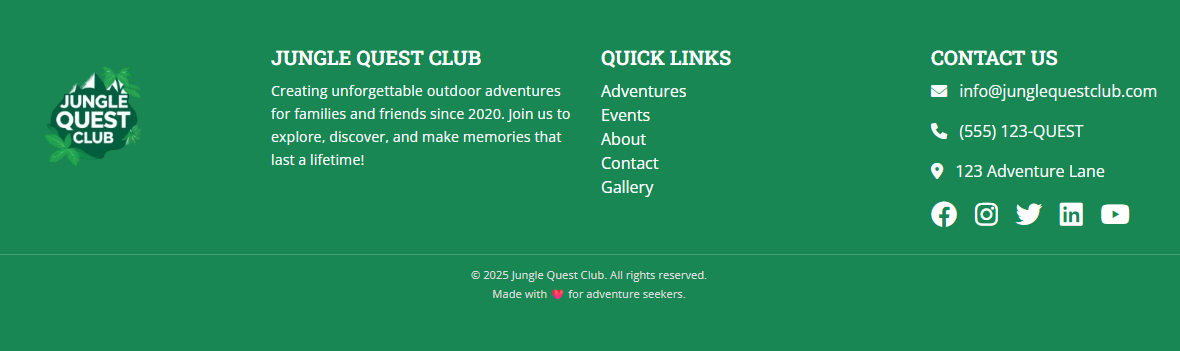 JUNGLE
QUEST
CLUB
JUNGLE QUEST CLUB
Creating unforgettable outdoor adventures
for families and friends since 2020. Join us to
explore, discover, and make memories that
last a lifetime!
QUICK LINKS
Adventures
Events
About
Contact
Gallery
CONTACT US
info@junglequestclub.com
(555) 123-QUEST
123 Adventure Lane
© 2025 Jungle Quest Club. All rights reserved.
Made with ❤️ for adventure seekers.